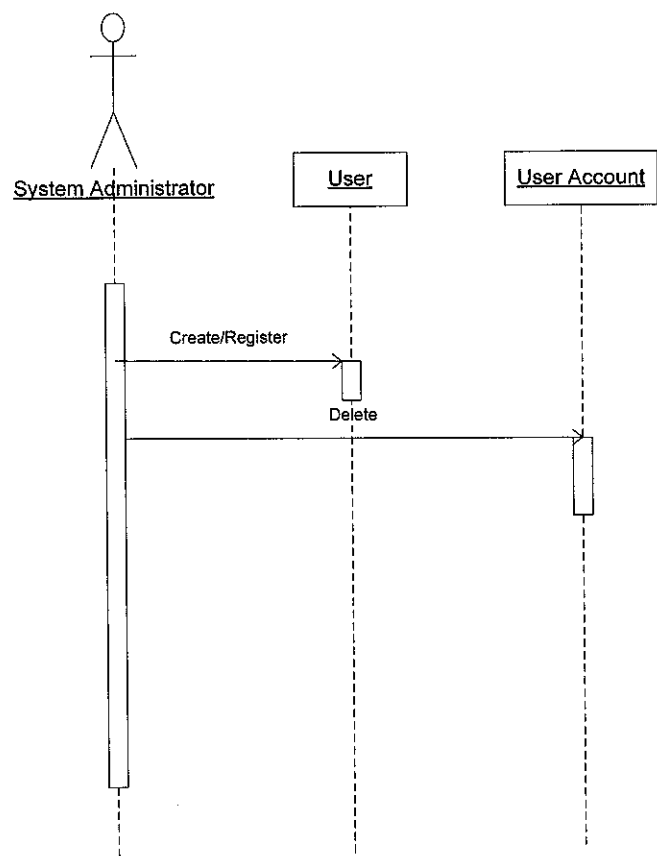 System Administrator
User
User Account
Create/Register
Delete